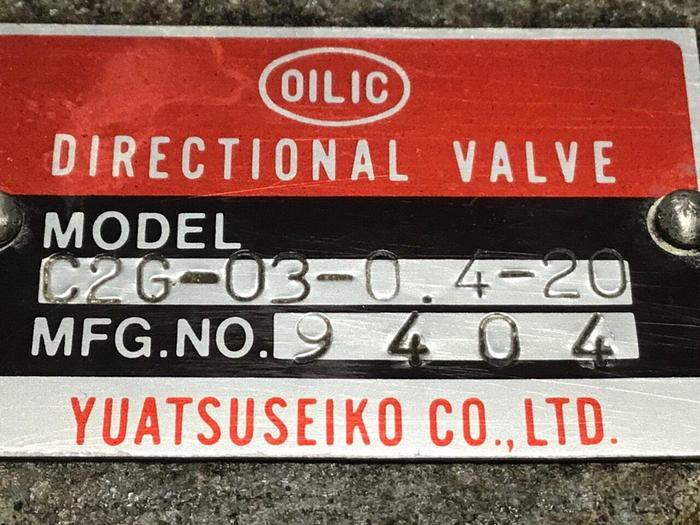 OILIC
DIRECTIONAL VALVE
MODEL
C2G-03-0.4-20
MFG.NO. 9404
YUATSUSEIKO CO., LTD.